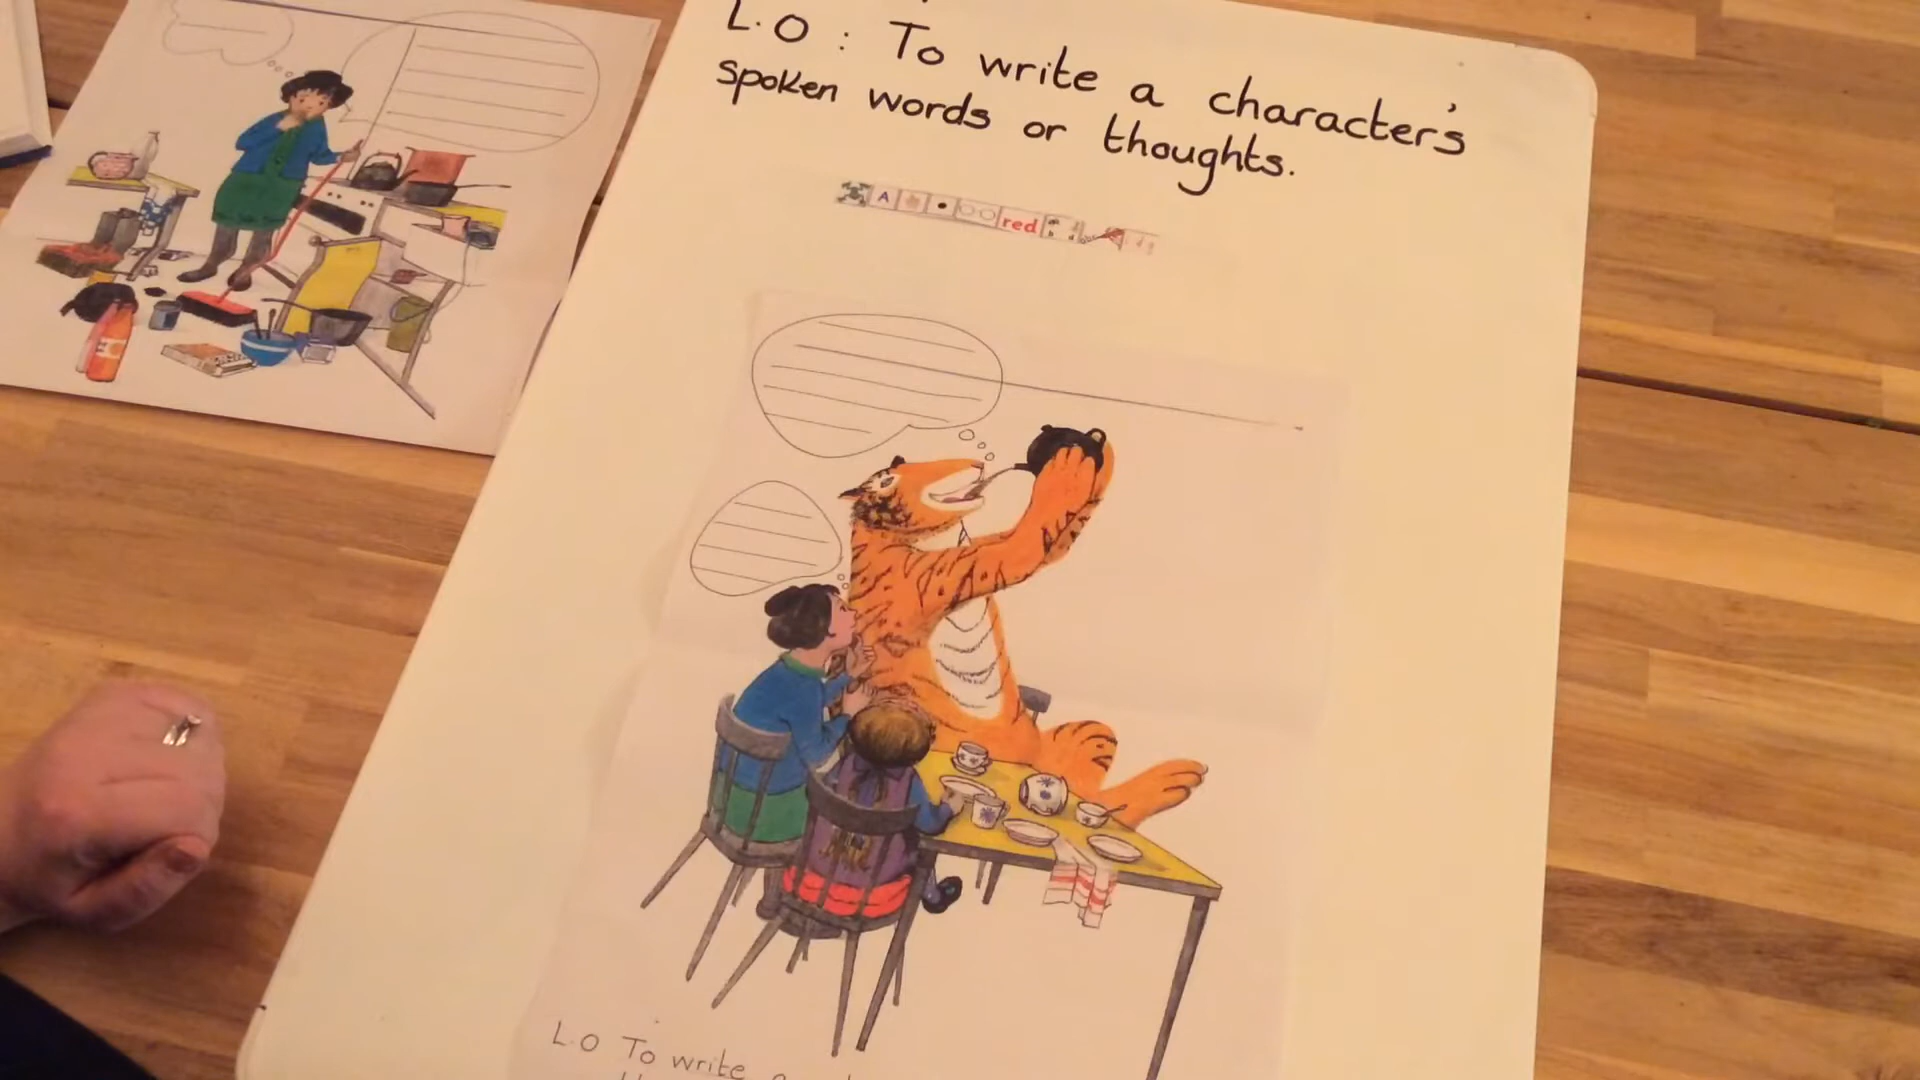 L.O : To write a character's
spoken words or thoughts.
A
red
L.O To write a